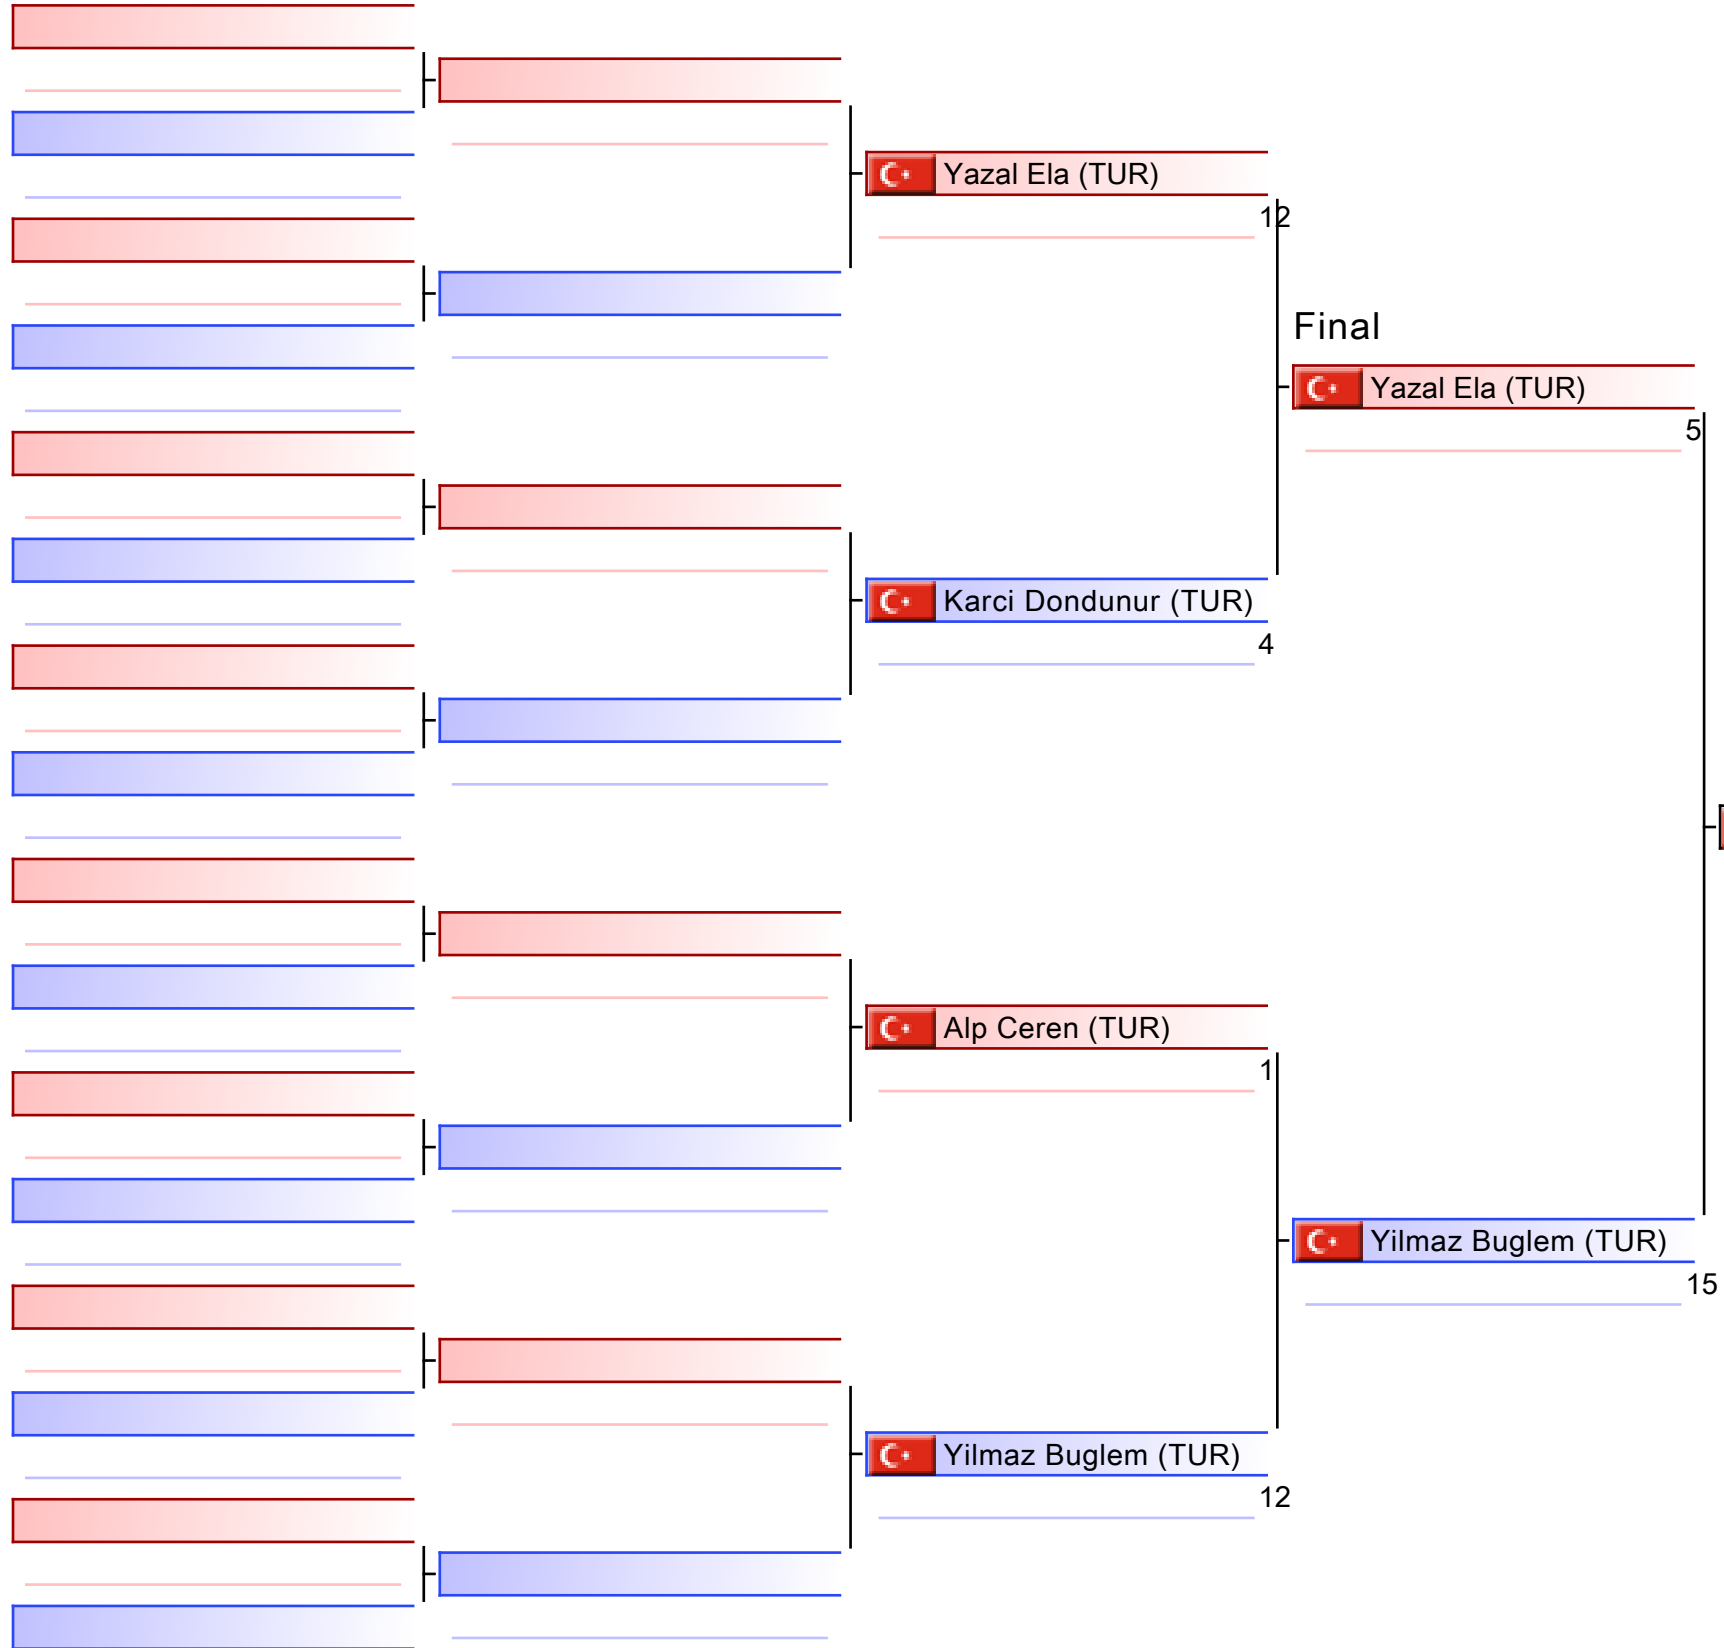 Yazal Ela (TUR)
12
Final
Yazal Ela (TUR)
5
Karci Dondunur (TUR)
4
Alp Ceren (TUR)
1
Yilmaz Buglem (TUR)
15
Yilmaz Buglem (TUR)
12